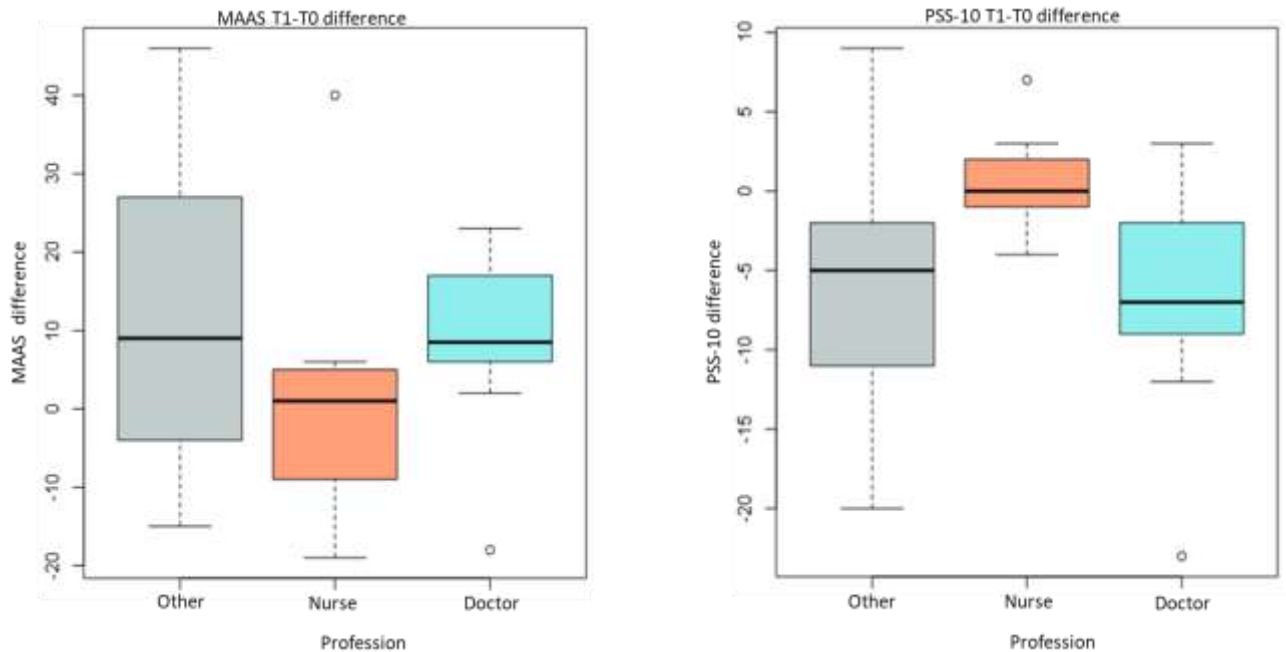 MAAS T1-T0 difference
MAAS difference
40
30
20
10
0
-10
-20
Other Nurse Doctor
Profession
PSS-10 T1-T0 difference
PSS-10 difference
10
5
0
-5
-10
-15
-20
Other Nurse Doctor
Profession